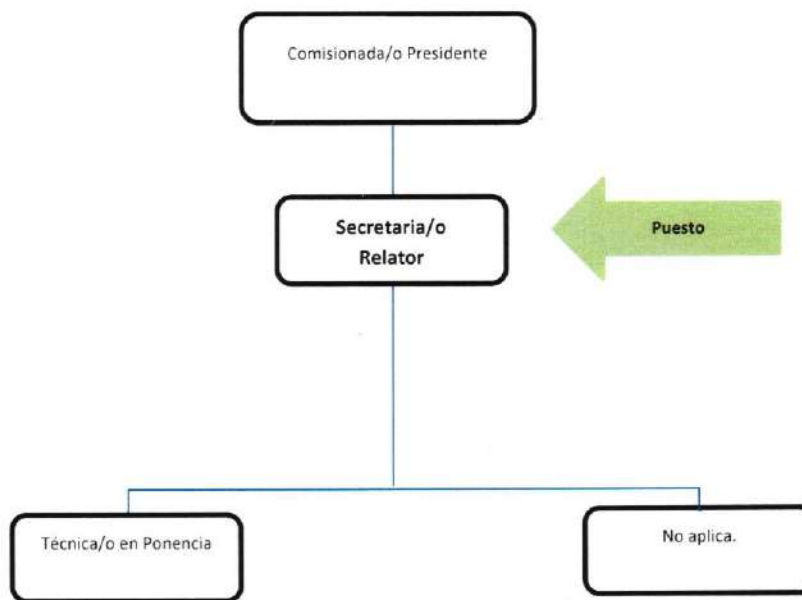 Comisionada/o Presidente
Secretaria/o
Relator
Puesto
Técnica/o en Ponencia
No aplica.